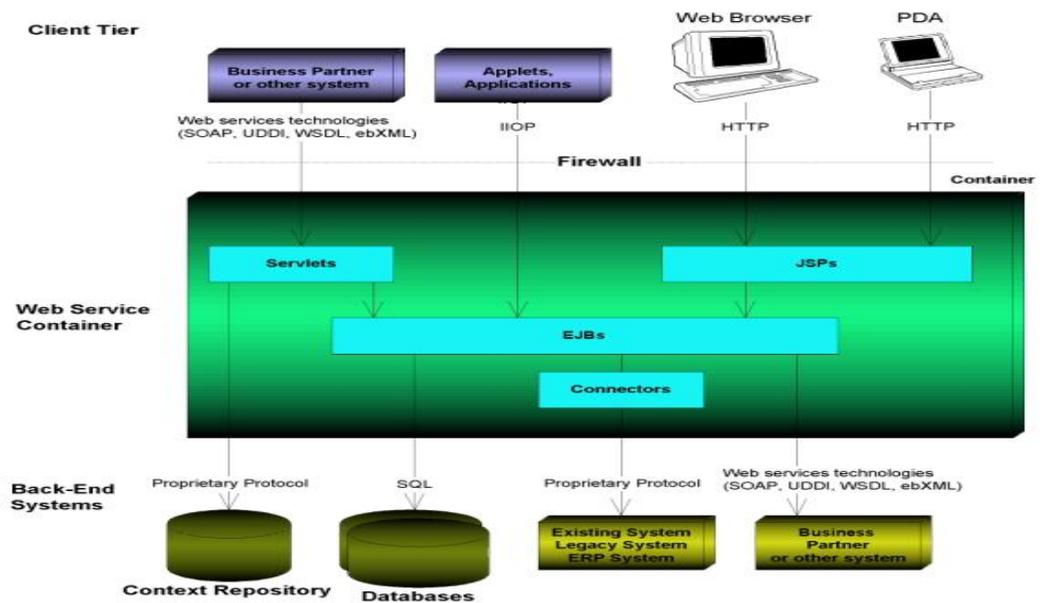 Client Tier
Web Browser
PDA
Business Partner
or other system
Applets,
Applications
Web services technologies
(SOAP, UDDI, WSDL, ebXML)
IIOP
HTTP
HTTP
Firewall
Container
Servlets
JSPs
Web Service
Container
EJBs
Connectors
Back-End
Systems
Proprietary Protocol
SQL
Proprietary Protocol
Web services technologies
(SOAP, UDDI, WSDL, ebXML)
Existing System
Legacy System
ERP System
Business
Partner
or other system
Context Repository
Databases